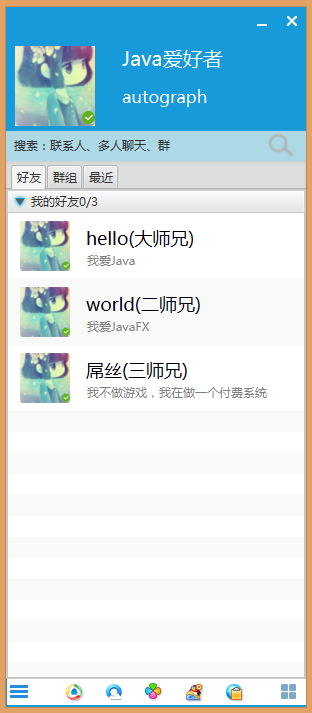 Java爱好者
autograph
搜索：联系人、多人聊天、群
好友 群组 最近
我的好友0/3
hello(大师兄)
我爱Java
world(二师兄)
我爱JavaFX
屌丝(三师兄)
我不做游戏，我在做一个付费系统